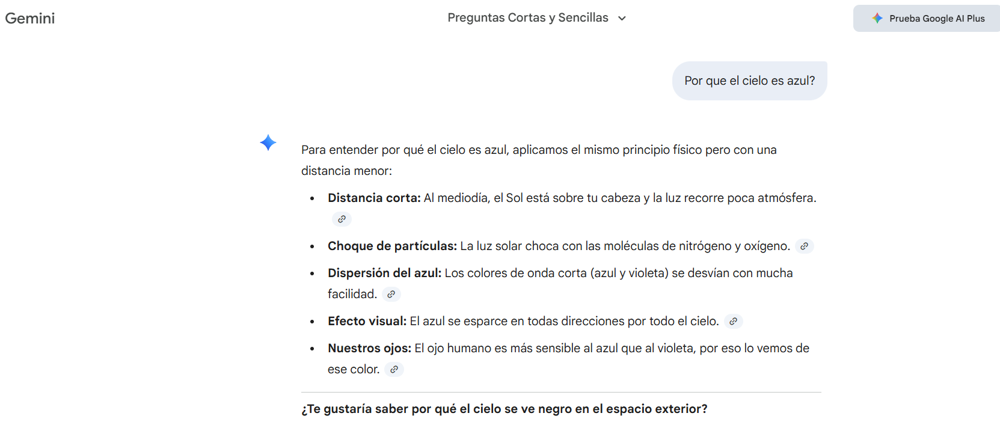 Gemini
Preguntas Cortas y Sencillas
Prueba Google AI Plus
Por que el cielo es azul?
Para entender por qué el cielo es azul, aplicamos el mismo principio físico pero con una
distancia menor:
• Distancia corta: Al mediodía, el Sol está sobre tu cabeza y la luz recorre poca atmósfera.
• Choque de partículas: La luz solar choca con las moléculas de nitrógeno y oxígeno.
• Dispersión del azul: Los colores de onda corta (azul y violeta) se desvían con mucha
facilidad.
• Efecto visual: El azul se esparce en todas direcciones por todo el cielo.
• Nuestros ojos: El ojo humano es más sensible al azul que al violeta, por eso lo vemos de
ese color.
¿Te gustaría saber por qué el cielo se ve negro en el espacio exterior?